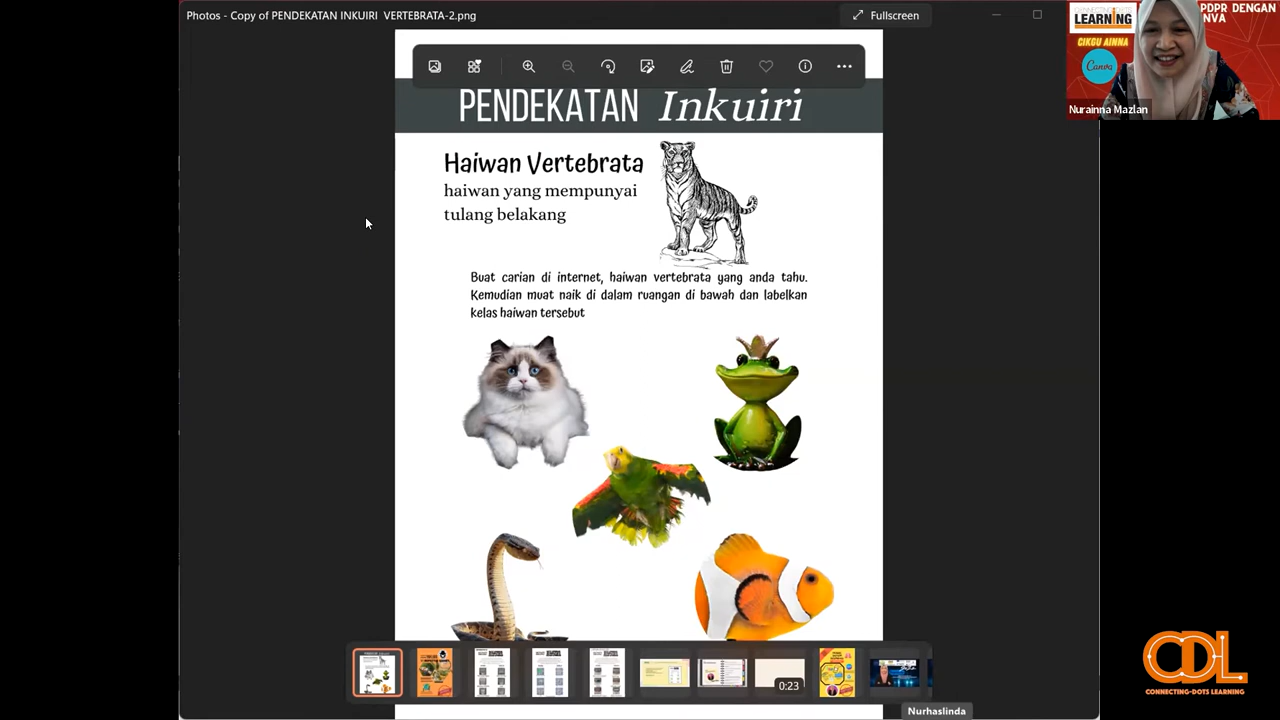 Photos - Copy of PENDEKATAN INKUIRI VERTEBRATA-2.png
Fullscreen
PENDEKATAN Inkuiri
Haiwan Vertebrata
haiwan yang mempunyai
tulang belakang
Buat carian di internet, haiwan vertebrata yang anda tahu.
Kemudian muat naik di dalam ruangan di bawah dan labelkan
kelas haiwan tersebut
0:23
Nurhaslinda
LEARNING
CIKGU AINNA
Canva
PDPR DENGAN
NVA
Nurainna Mazlan
CDL
CONNECTING-DOTS LEARNING